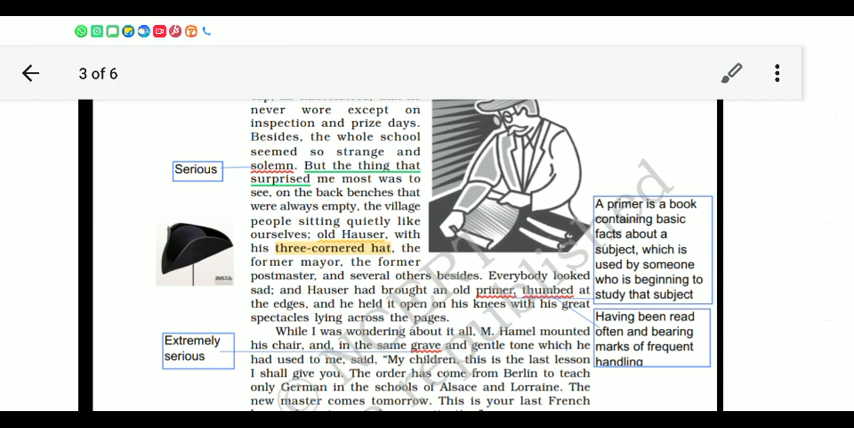 3 of 6
never wore except on
inspection and prize days.
Besides, the whole school
seemed so strange and
solemn. But the thing that
surprised me most was to
see, on the back benches that
were always empty, the village
people sitting quietly like
ourselves; old Hauser, with
his three-cornered hat, the
former mayor, the former
postmaster, and several others besides. Everybody looked
sad; and Hauser had brought an old primer, thumbed at
the edges, and he held it open on his knees with his great
spectacles lying across the pages.
While I was wondering about it all, M. Hamel mounted
his chair, and, in the same grave and gentle tone which he
had used to me, said, “My children, this is the last lesson
I shall give you. The order has come from Berlin to teach
only German in the schools of Alsace and Lorraine. The
new master comes tomorrow. This is your last French
Serious
Extremely
serious
A primer is a book
containing basic
facts about a
subject, which is
used by someone
who is beginning to
study that subject
Having been read
often and bearing
marks of frequent
handling
© NCERT
republished